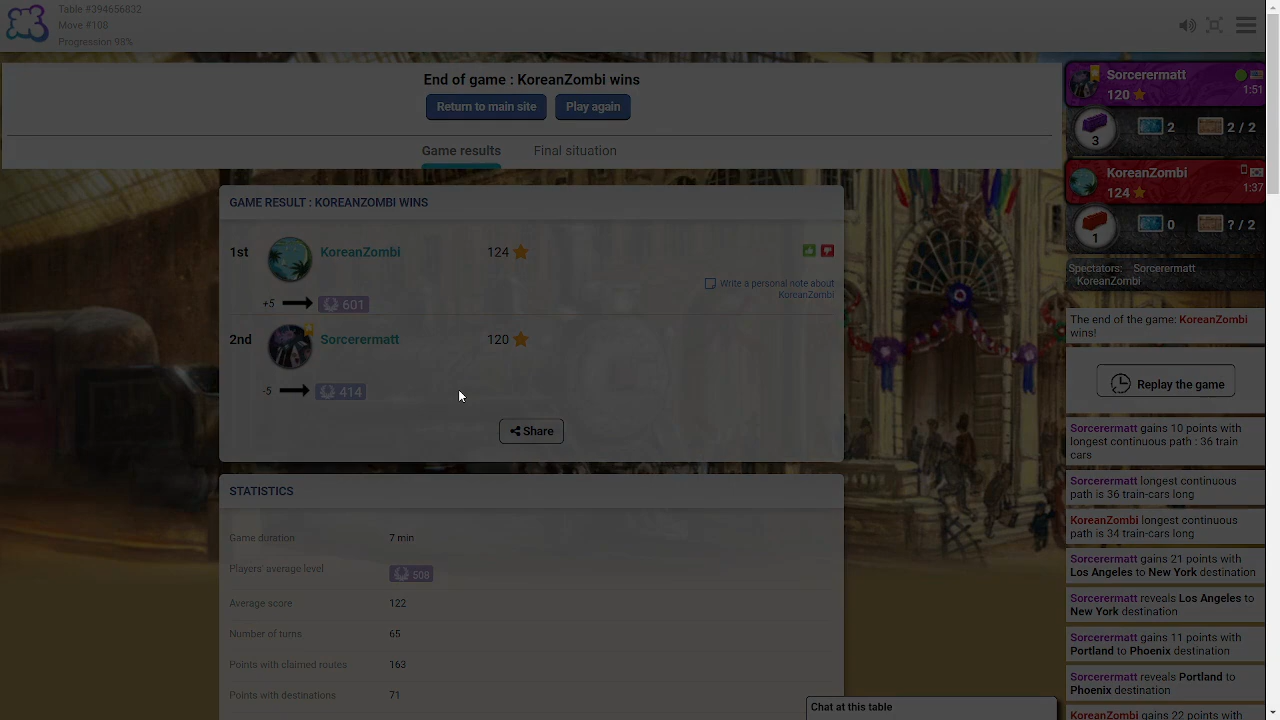 Table #394656832
Move #108
Progression 98%
End of game : KoreanZombi wins
Return to main site
Play again
Game results
Final situation
GAME RESULT : KOREANZOMBI WINS
1st
KoreanZombi
124
Write a personal note about
KoreanZombi
+5
601
2nd
Sorcerermatt
120
-5
414
Share
STATISTICS
Game duration
7 min
Players' average level
508
Average score
122
Number of turns
65
Points with claimed routes
163
Points with destinations
71
Sorcerermatt
120
1:51
3
2
2 / 2
KoreanZombi
124
1:37
1
0
? / 2
Spectators: Sorcerermatt
KoreanZombi
The end of the game: KoreanZombi
wins!
Replay the game
Sorcerermatt gains 10 points with
longest continuous path : 36 train
cars
Sorcerermatt longest continuous
path is 36 train-cars long
KoreanZombi longest continuous
path is 34 train-cars long
Sorcerermatt gains 21 points with
Los Angeles to New York destination
Sorcerermatt reveals Los Angeles to
New York destination
Sorcerermatt gains 11 points with
Portland to Phoenix destination
Sorcerermatt reveals Portland to
Phoenix destination
KoreanZombi gains 22 points with
Chat at this table